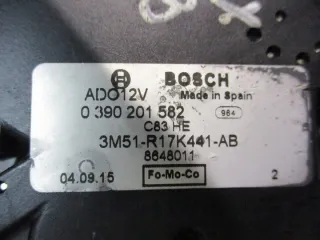 BOSCH
ADO12V Made in Spain
0 390 201 582 964
C83 HE
3M51-R17K441-AB
8648011
04.09.15 Fo-Mo-Co 2